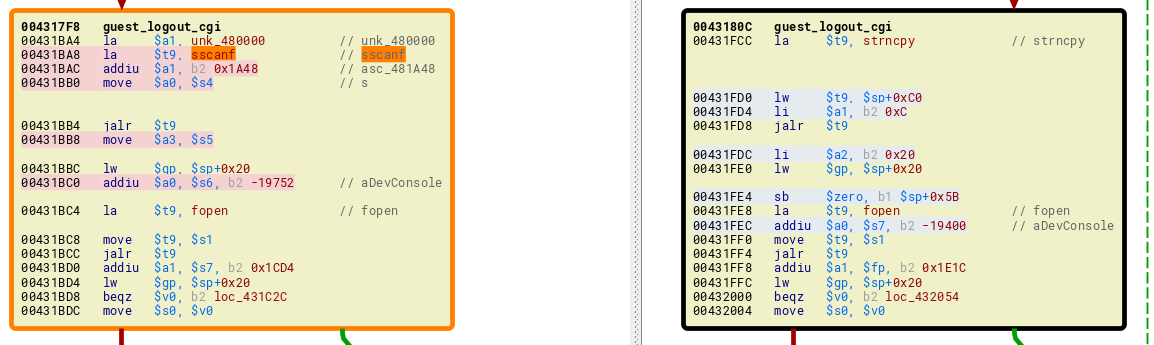 004317F8 guest_logout_cgi
00431BA4 la $a1, unk_480000 // unk_480000
00431BA8 la $t9, sscanf // sscanf
00431BAC addiu $a1, b2 0x1A48 // asc_481A48
00431BB0 move $a0, $s4 // s
00431BB4 jalr $t9
00431BB8 move $a3, $s5
00431BBC lw $gp, $sp+0x20
00431BC0 addiu $a0, $s6, b2 -19752 // aDevConsole
00431BC4 la $t9, fopen // fopen
00431BC8 move $t9, $s1
00431BCC jalr $t9
00431BD0 addiu $a1, $s7, b2 0x1CD4
00431BD4 lw $gp, $sp+0x20
00431BD8 beqz $v0, b2 loc_431C2C
00431BDC move $s0, $v0
0043180C guest_logout_cgi
00431FCC la $t9, strncpy // strncpy
00431FD0 lw $t9, $sp+0xC0
00431FD4 li $a1, b2 0xC
00431FD8 jalr $t9
00431FDC li $a2, b2 0x20
00431FE0 lw $gp, $sp+0x20
00431FE4 sb $zero, b1 $sp+0x5B
00431FE8 la $t9, fopen // fopen
00431FEC addiu $a0, $s7, b2 -19400 // aDevConsole
00431FF0 move $t9, $s1
00431FF4 jalr $t9
00431FF8 addiu $a1, $fp, b2 0x1E1C
00431FFC lw $gp, $sp+0x20
00432000 beqz $v0, b2 loc_432054
00432004 move $s0, $v0